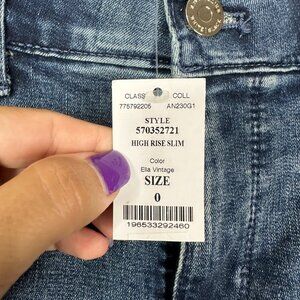 CLASS COLL
775792205 AN230G1
STYLE
570352721
HIGH RISE SLIM
Color
Ella Vintage
SIZE
0
196533292460